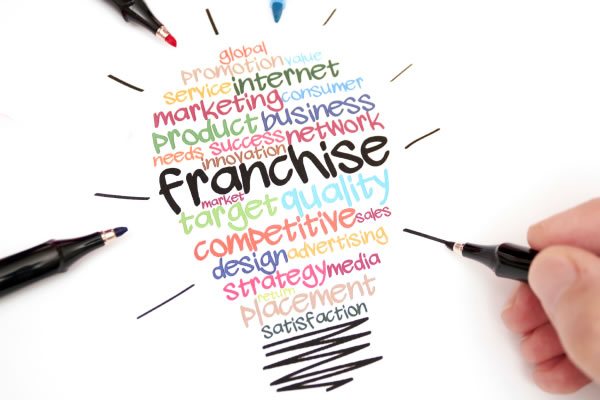 global
promotion value
service internet
marketing consumer
product business
needs success network
innovation
franchise
market
target quality
competitive sales
design advertising
strategy media
return
placement
satisfaction